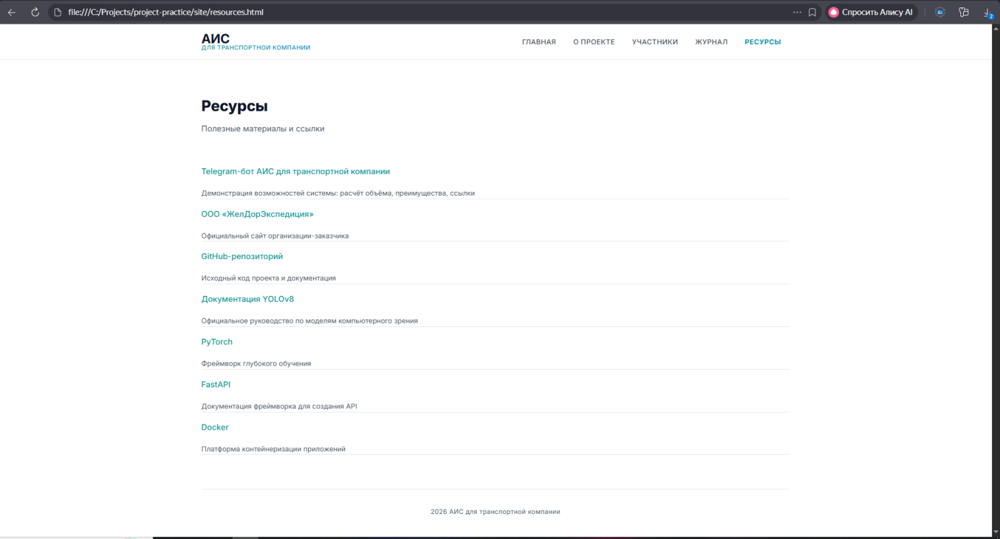 file:///C:/Projects/project-practice/site/resources.html
Спросить Алису AI
2
АИС
ДЛЯ ТРАНСПОРТНОЙ КОМПАНИИ
ГЛАВНАЯ
О ПРОЕКТЕ
УЧАСТНИКИ
ЖУРНАЛ
РЕСУРСЫ
Ресурсы
Полезные материалы и ссылки
Telegram-бот АИС для транспортной компании
Демонстрация возможностей системы: расчёт объёма, преимущества, ссылки
ООО «ЖелДорЭкспедиция»
Официальный сайт организации-заказчика
GitHub-репозиторий
Исходный код проекта и документация
Документация YOLOv8
Официальное руководство по моделям компьютерного зрения
PyTorch
Фреймворк глубокого обучения
FastAPI
Документация фреймворка для создания API
Docker
Платформа контейнеризации приложений
2026 АИС для транспортной компании